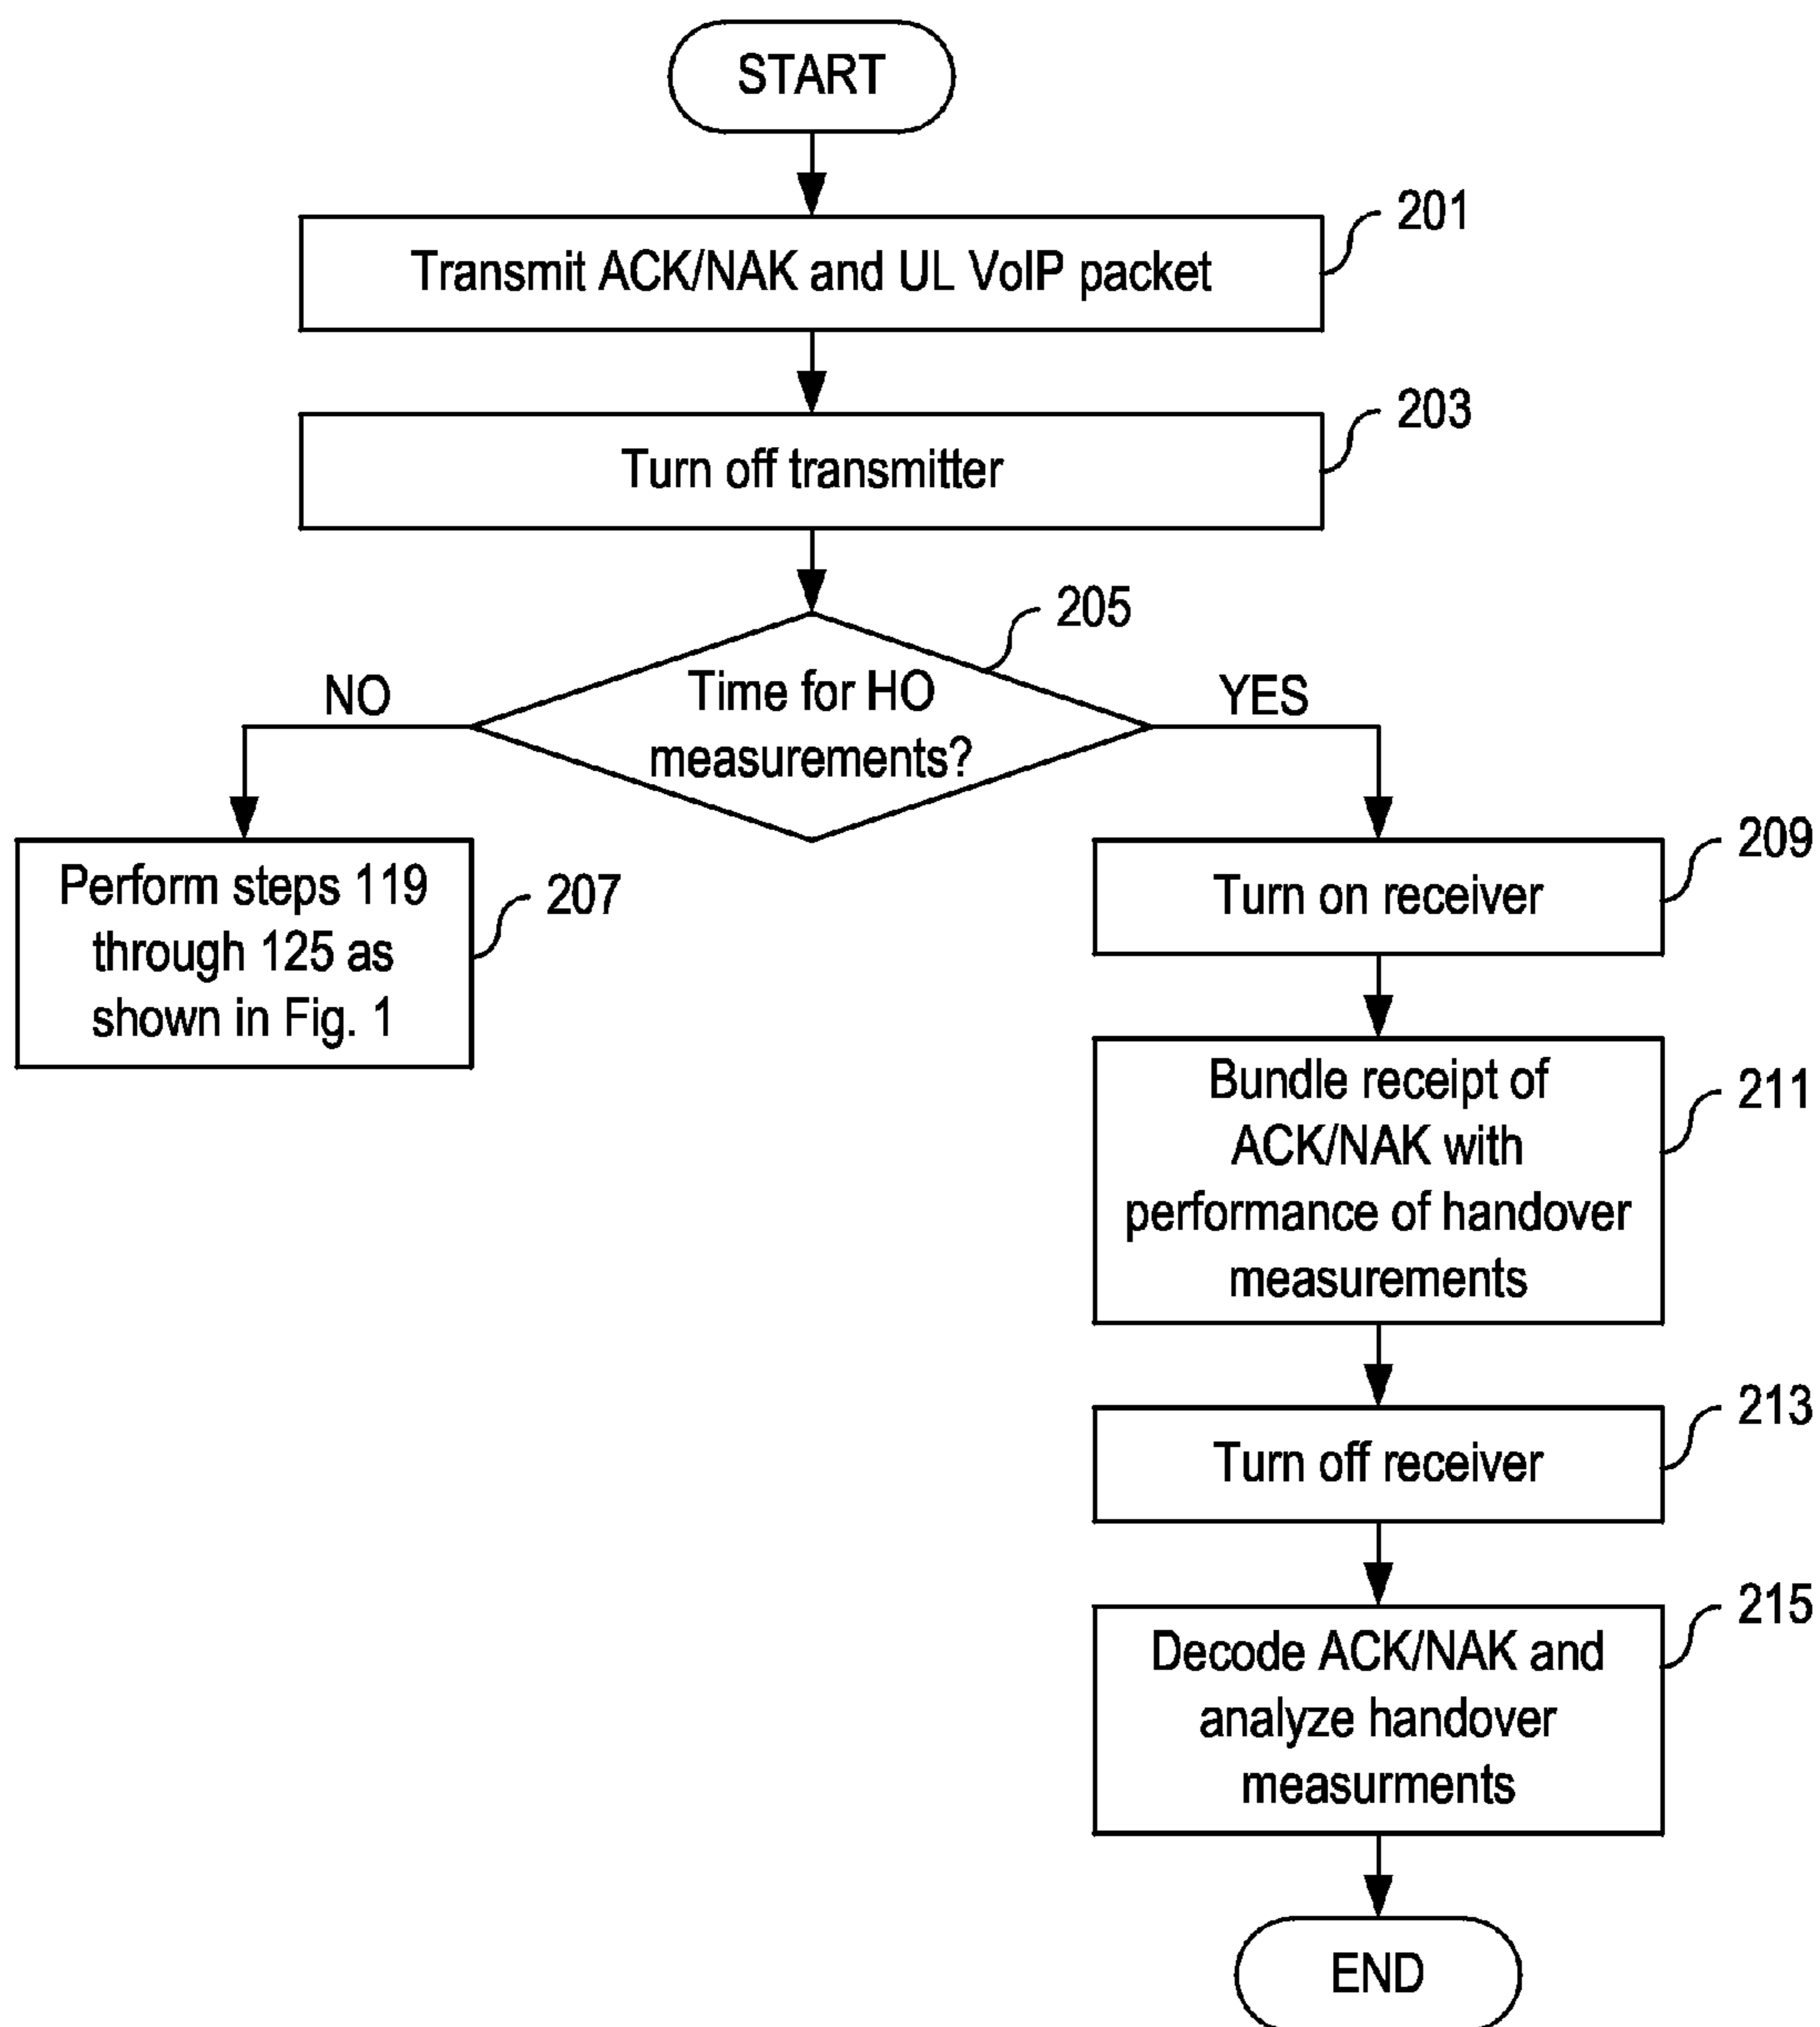 START
201
Transmit ACK/NAK and UL VoIP packet
203
Turn off transmitter
205
Time for HO
measurements?
NO
YES
Perform steps 119
through 125 as
shown in Fig. 1
207
209
Turn on receiver
211
Bundle receipt of
ACK/NAK with
performance of handover
measurements
213
Turn off receiver
215
Decode ACK/NAK and
analyze handover
measurments
END